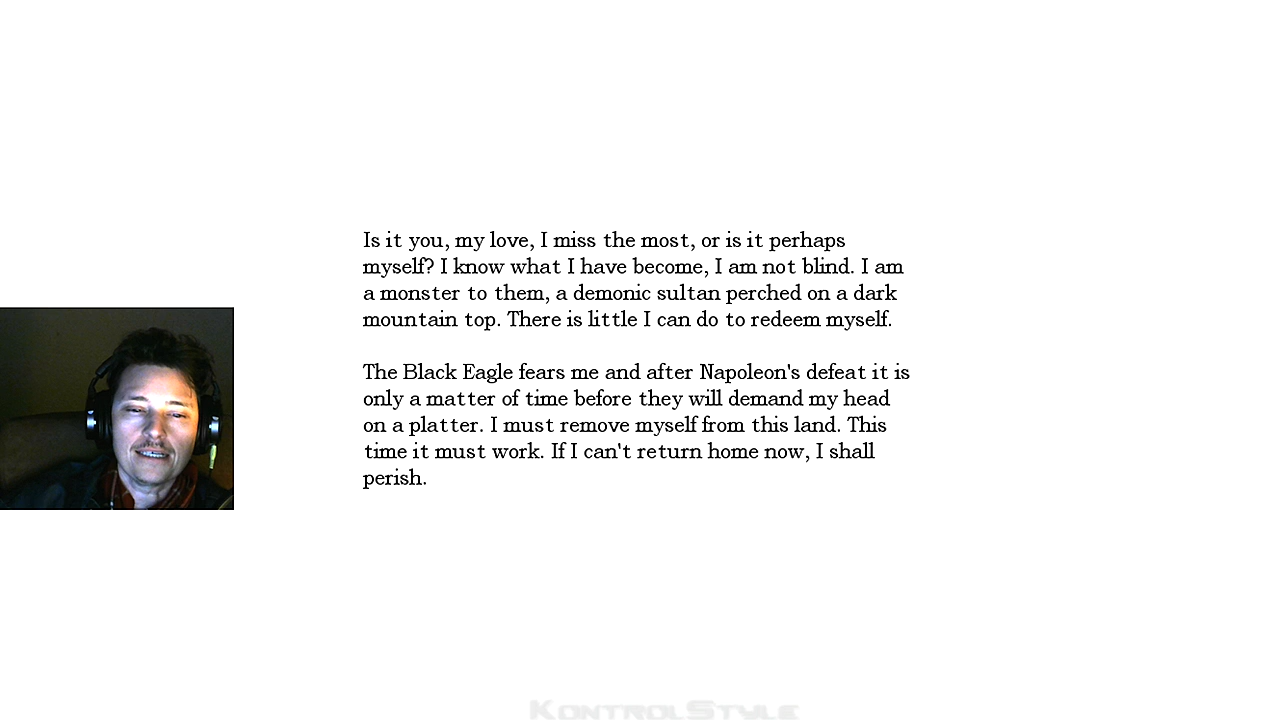 Is it you, my love, I miss the most, or is it perhaps
myself? I know what I have become, I am not blind. I am
a monster to them, a demonic sultan perched on a dark
mountain top. There is little I can do to redeem myself.
The Black Eagle fears me and after Napoleon's defeat it is
only a matter of time before they will demand my head
on a platter. I must remove myself from this land. This
time it must work. If I can't return home now, I shall
perish.
KontrolStyle